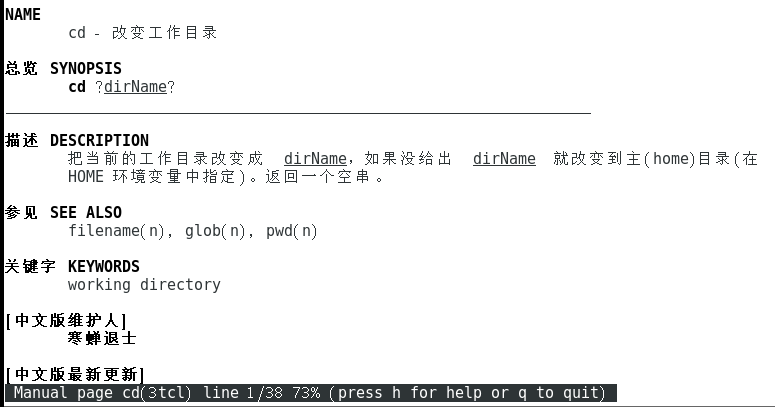 NAME
cd - 改变工作目录
总览 SYNOPSIS
cd ?dirName?
描述 DESCRIPTION
把当前的工作目录改变成 dirName，如果没给出 dirName 就改变到主(home)目录(在
HOME 环境变量中指定)。返回一个空串。
参见 SEE ALSO
filename(n), glob(n), pwd(n)
关键字 KEYWORDS
working directory
[中文版维护人]
寒蝉退士
[中文版最新更新]
Manual page cd(3tcl) line 1/38 73% (press h for help or q to quit)